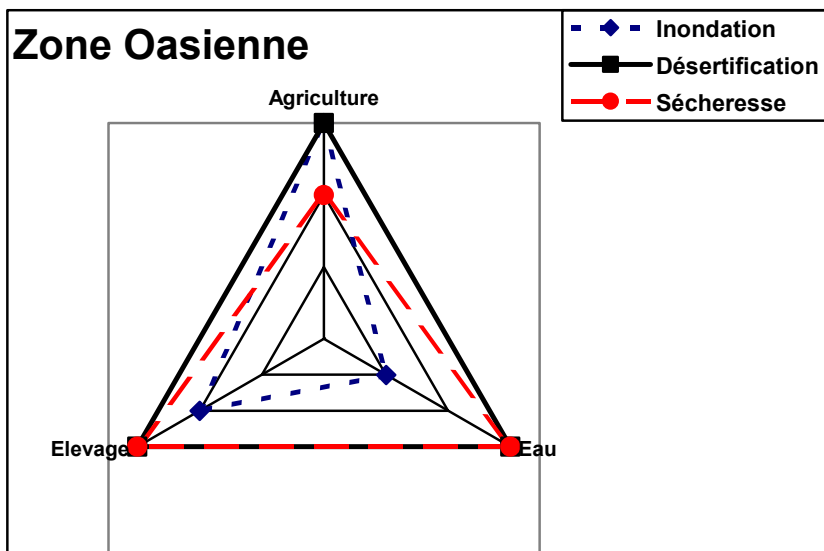 Zone Oasienne
Inondation
Désertification
Sécheresse
Agriculture
Elevage
Eau